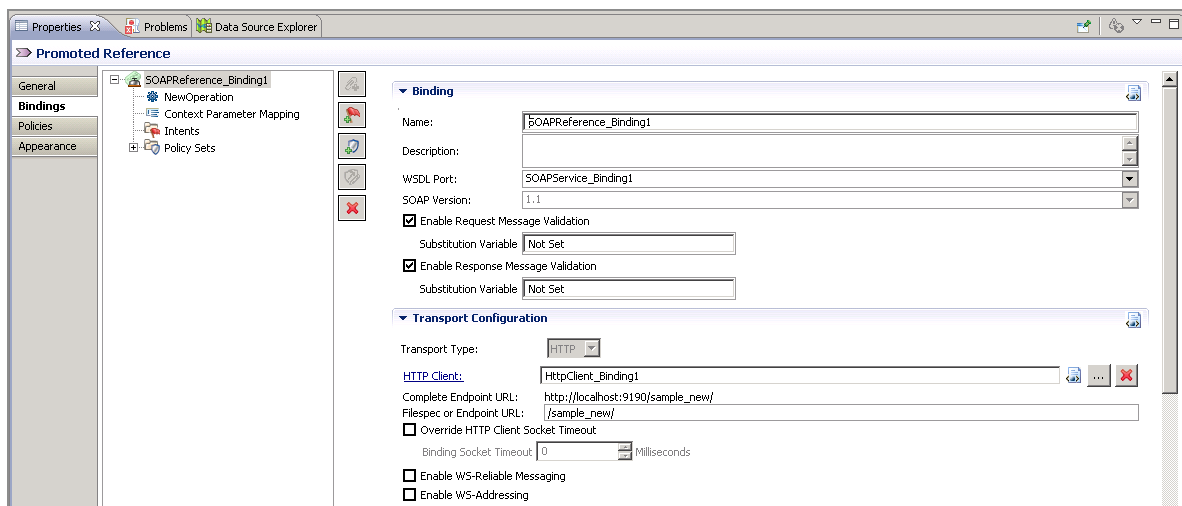 Properties Problems Data Source Explorer
Promoted Reference
General
Bindings
Policies
Appearance
SOAPReference_Binding1
NewOperation
Context Parameter Mapping
Intents
Policy Sets
Binding
Name: SOAPReference_Binding1
Description:
WSDL Port: SOAPService_Binding1
SOAP Version: 1.1
Enable Request Message Validation
Substitution Variable Not Set
Enable Response Message Validation
Substitution Variable Not Set
Transport Configuration
Transport Type: HTTP
HTTP Client: HttpClient_Binding1 ...
Complete Endpoint URL: http://localhost:9190/sample_new/
Filespec or Endpoint URL: /sample_new/
Override HTTP Client Socket Timeout
Binding Socket Timeout 0 Milliseconds
Enable WS-Reliable Messaging
Enable WS-Addressing